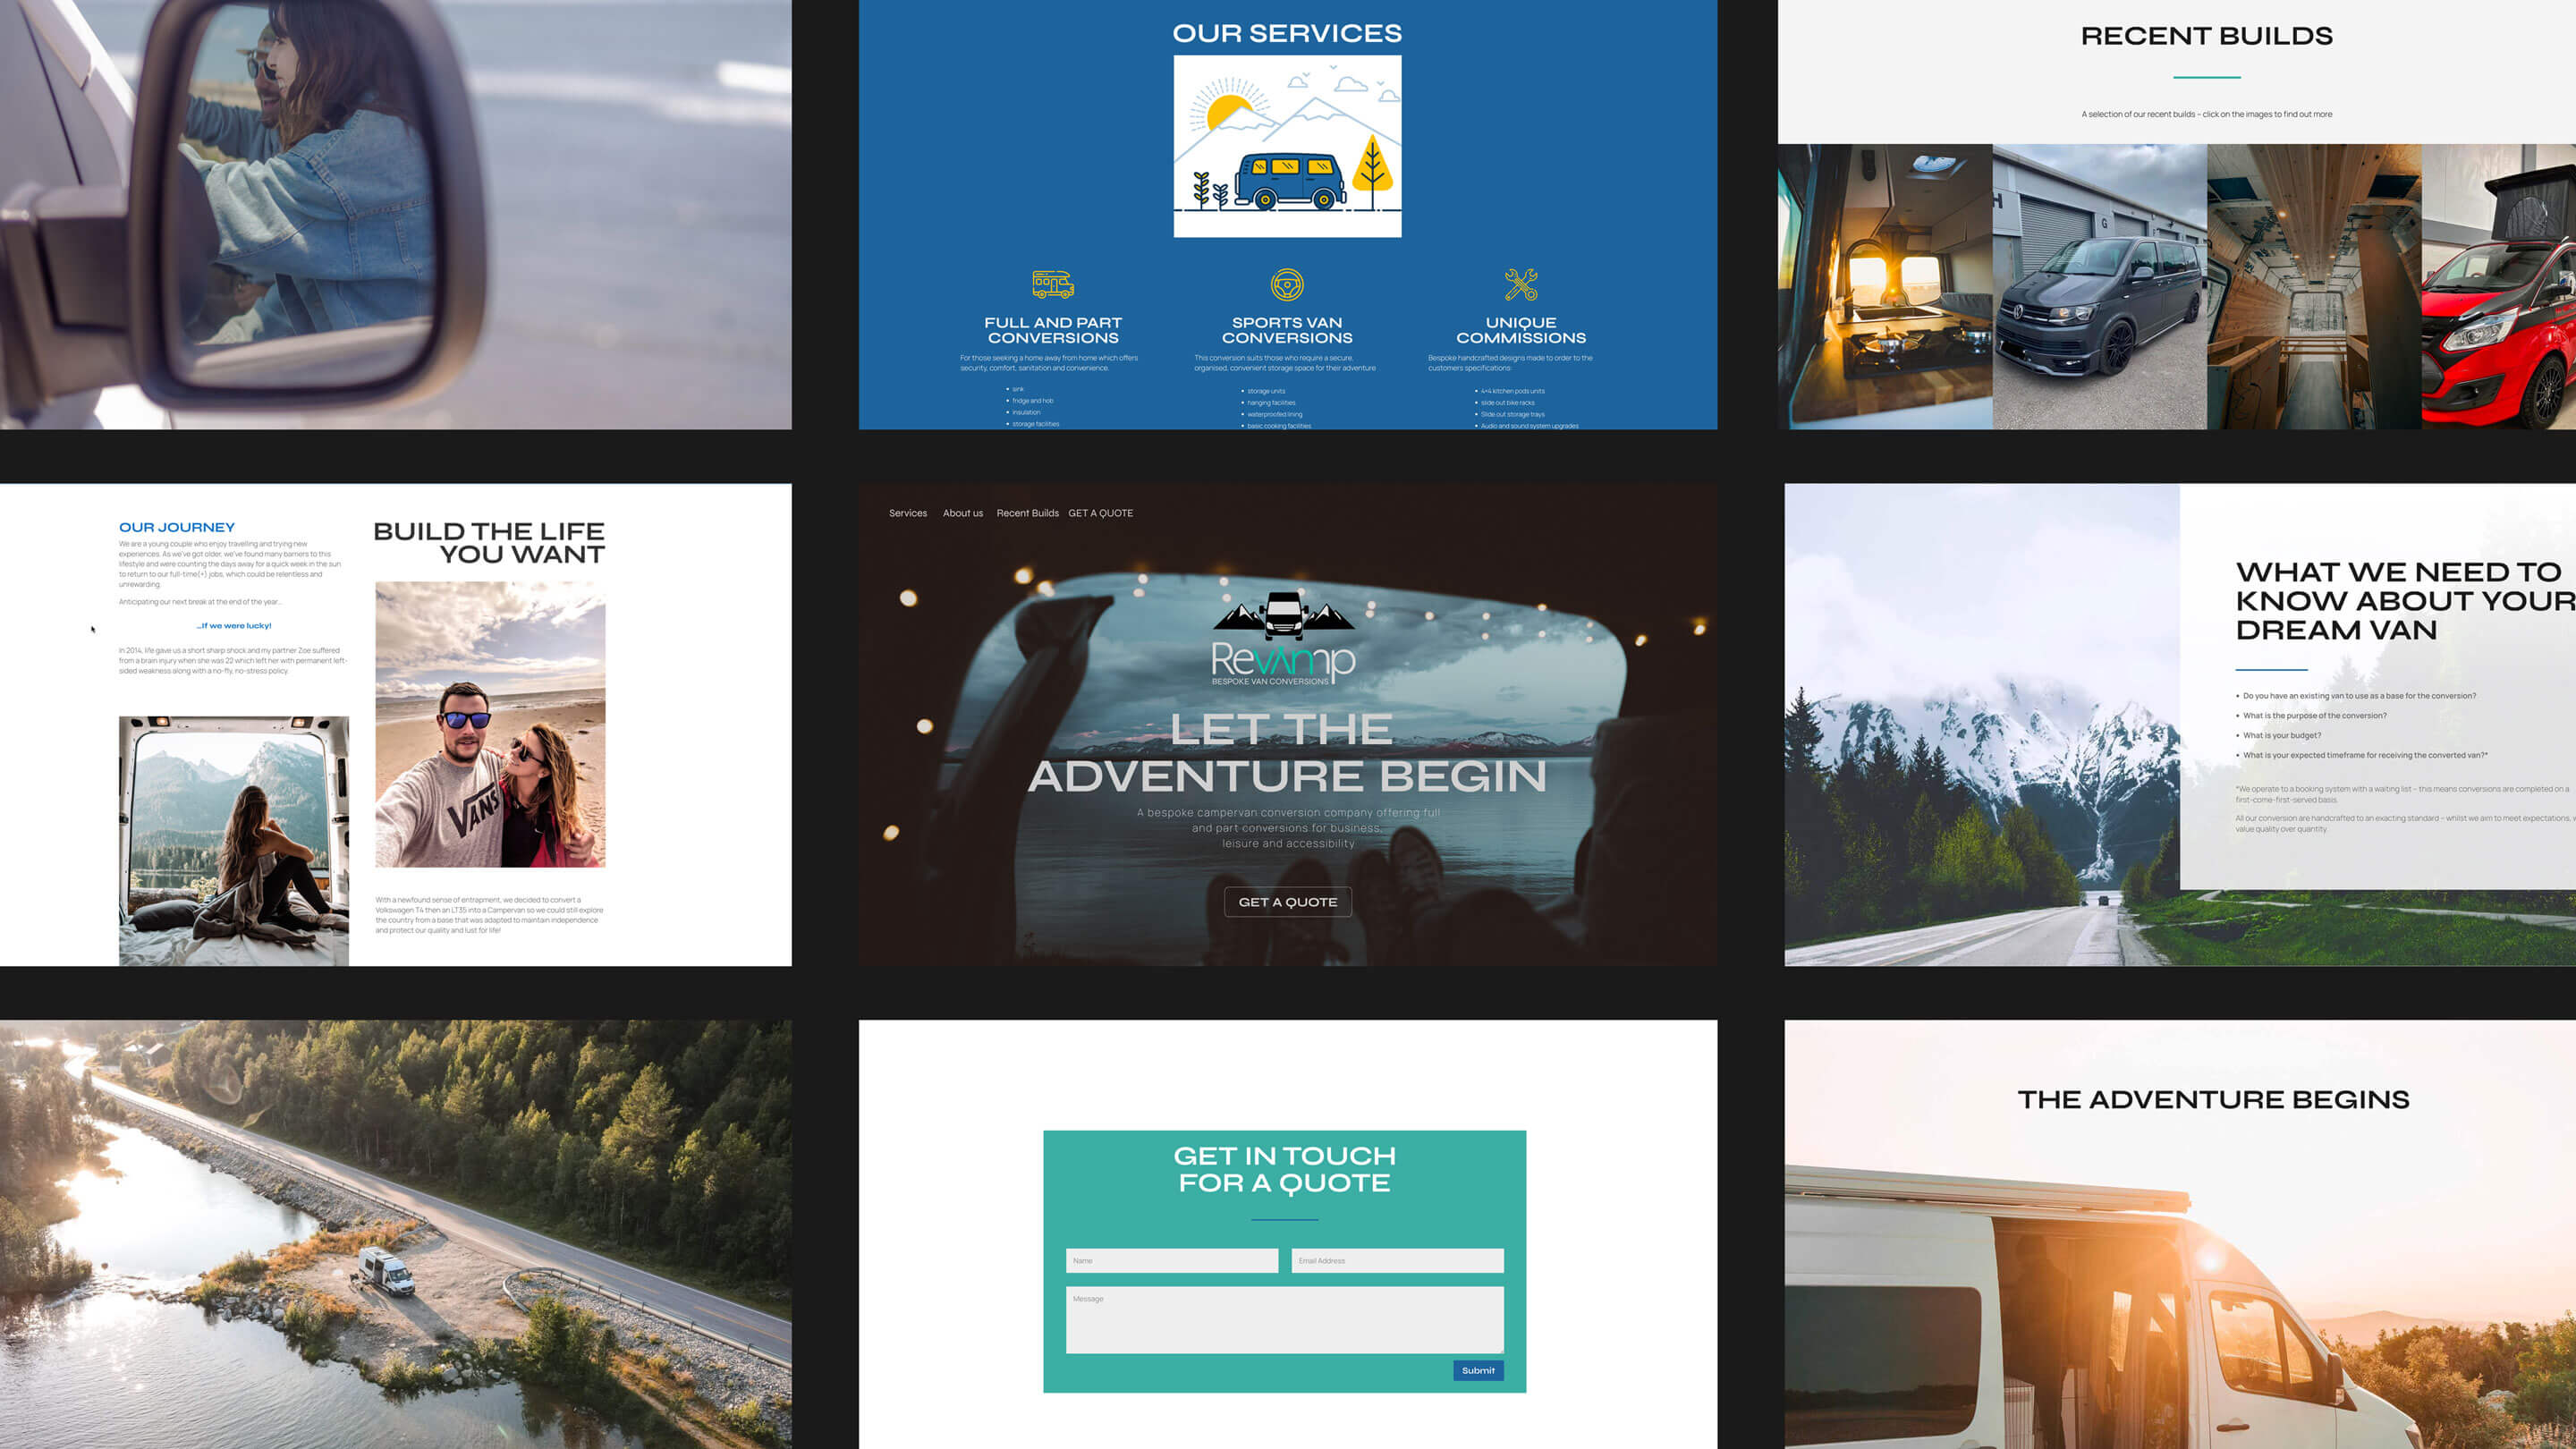 OUR SERVICES
FULL AND PART
CONVERSIONS
For those seeking a home away from home which offers
security, comfort, sanitation and convenience.
• sink
• fridge and hob
• insulation
• storage facilities
SPORTS VAN
CONVERSIONS
This conversion suits those who require a secure,
organised, convenient storage space for their adventure
• storage units
• hanging facilities
• waterproofed lining
• basic cooking facilities
UNIQUE
COMMISSIONS
Bespoke handcrafted designs made to order to the
customers specifications
• 4×4 kitchen pods units
• slide out bike racks
• Slide out storage trays
• Audio and sound system upgrades
RECENT BUILDS
A selection of our recent builds – click on the images to find out more
G
OUR JOURNEY
We are a young couple who enjoy travelling and trying new
experiences. As we've got older, we've found many barriers to this
lifestyle and were counting the days away for a quick week in the sun
to return to our full-time(+) jobs, which could be relentless and
unrewarding.
Anticipating our next break at the end of the year...
...If we were lucky!
In 2014, life gave us a short sharp shock and my partner Zoe suffered
from a brain injury when she was 22 which left her with permanent left-
sided weakness along with a no-fly, no-stress policy.
BUILD THE LIFE
YOU WANT
VANS
With a newfound sense of entrapment, we decided to convert a
Volkswagen T4 then an LT35 into a Campervan so we could still explore
the country from a base that was adapted to maintain independence
and protect our quality and lust for life!
Services About us Recent Builds GET A QUOTE
Revamp
BESPOKE VAN CONVERSIONS
LET THE
ADVENTURE BEGIN
A bespoke campervan conversion company offering full
and part conversions for business,
leisure and accessibility
GET A QUOTE
WHAT WE NEED TO
KNOW ABOUT YOUR
DREAM VAN
• Do you have an existing van to use as a base for the conversion?
• What is the purpose of the conversion?
• What is your budget?
• What is your expected timeframe for receiving the converted van?*
*We operate to a booking system with a waiting list – this means conversions are completed on a
first-come-first-served basis.
All our conversion are handcrafted to an exacting standard – whilst we aim to meet expectations,
value quality over quantity.
GET IN TOUCH
FOR A QUOTE
Name
Email Address
Message
Submit
THE ADVENTURE BEGINS